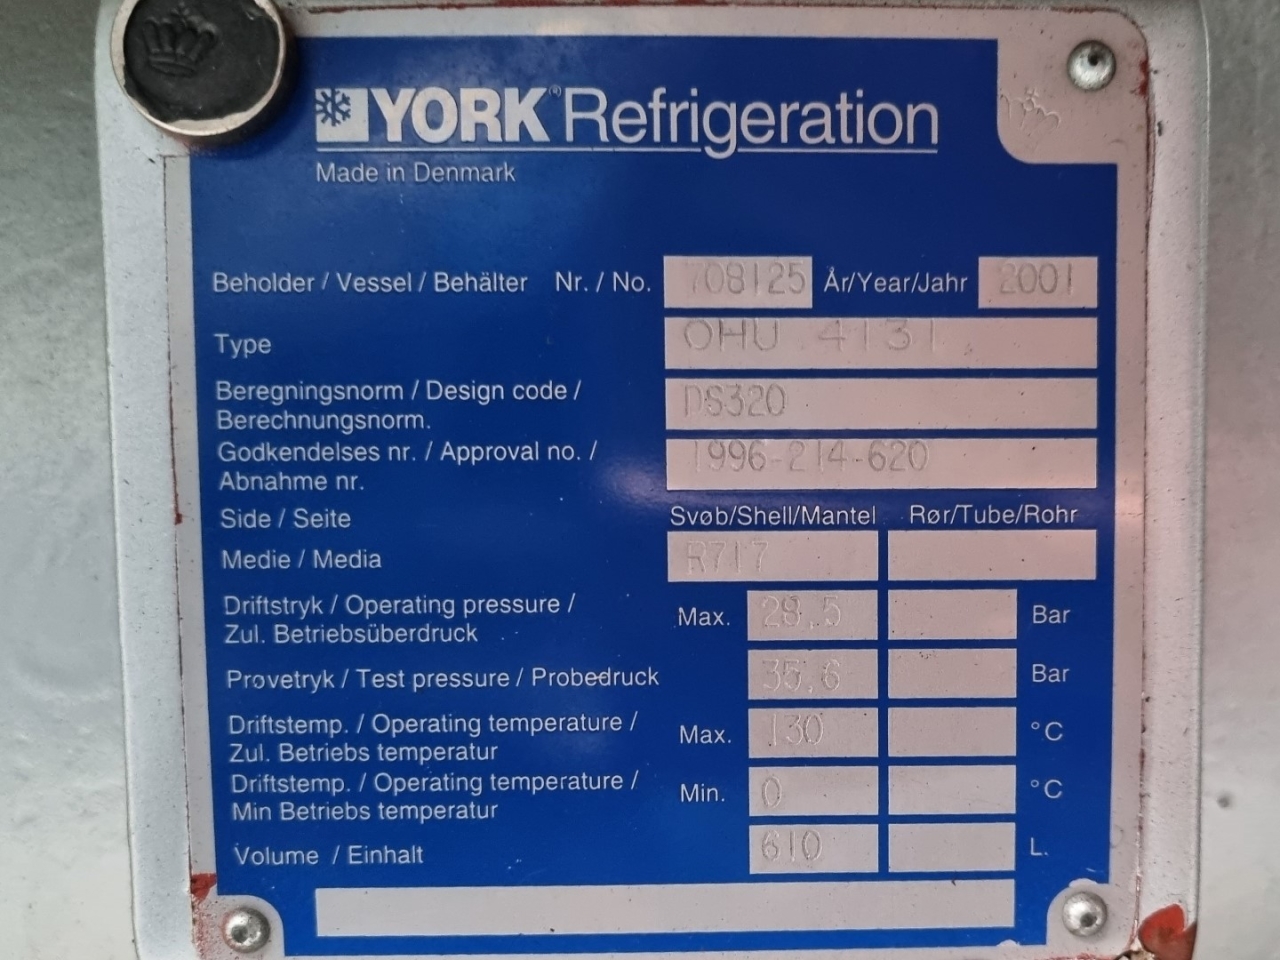 YORK® Refrigeration
Made in Denmark
Beholder / Vessel / Behälter Nr. / No. 708125 År/Year/Jahr 2001
Type OHU 4131
Beregningsnorm / Design code / DS320
Berechnungsnorm.
Godkendelses nr. / Approval no. / 1996-214-620
Abnahme nr.
Side / Seite Svøb/Shell/Mantel Rør/Tube/Rohr
Medie / Media R717
Driftstryk / Operating pressure / Max. 28,5 Bar
Zul. Betriebsüberdruck
Prøvetryk / Test pressure / Probedruck 35,6 Bar
Driftstemp. / Operating temperature / Max. 130 °C
Zul. Betriebs temperatur
Driftstemp. / Operating temperature / Min. 0 °C
Min Betriebs temperatur
Volume / Einhalt 610 L.